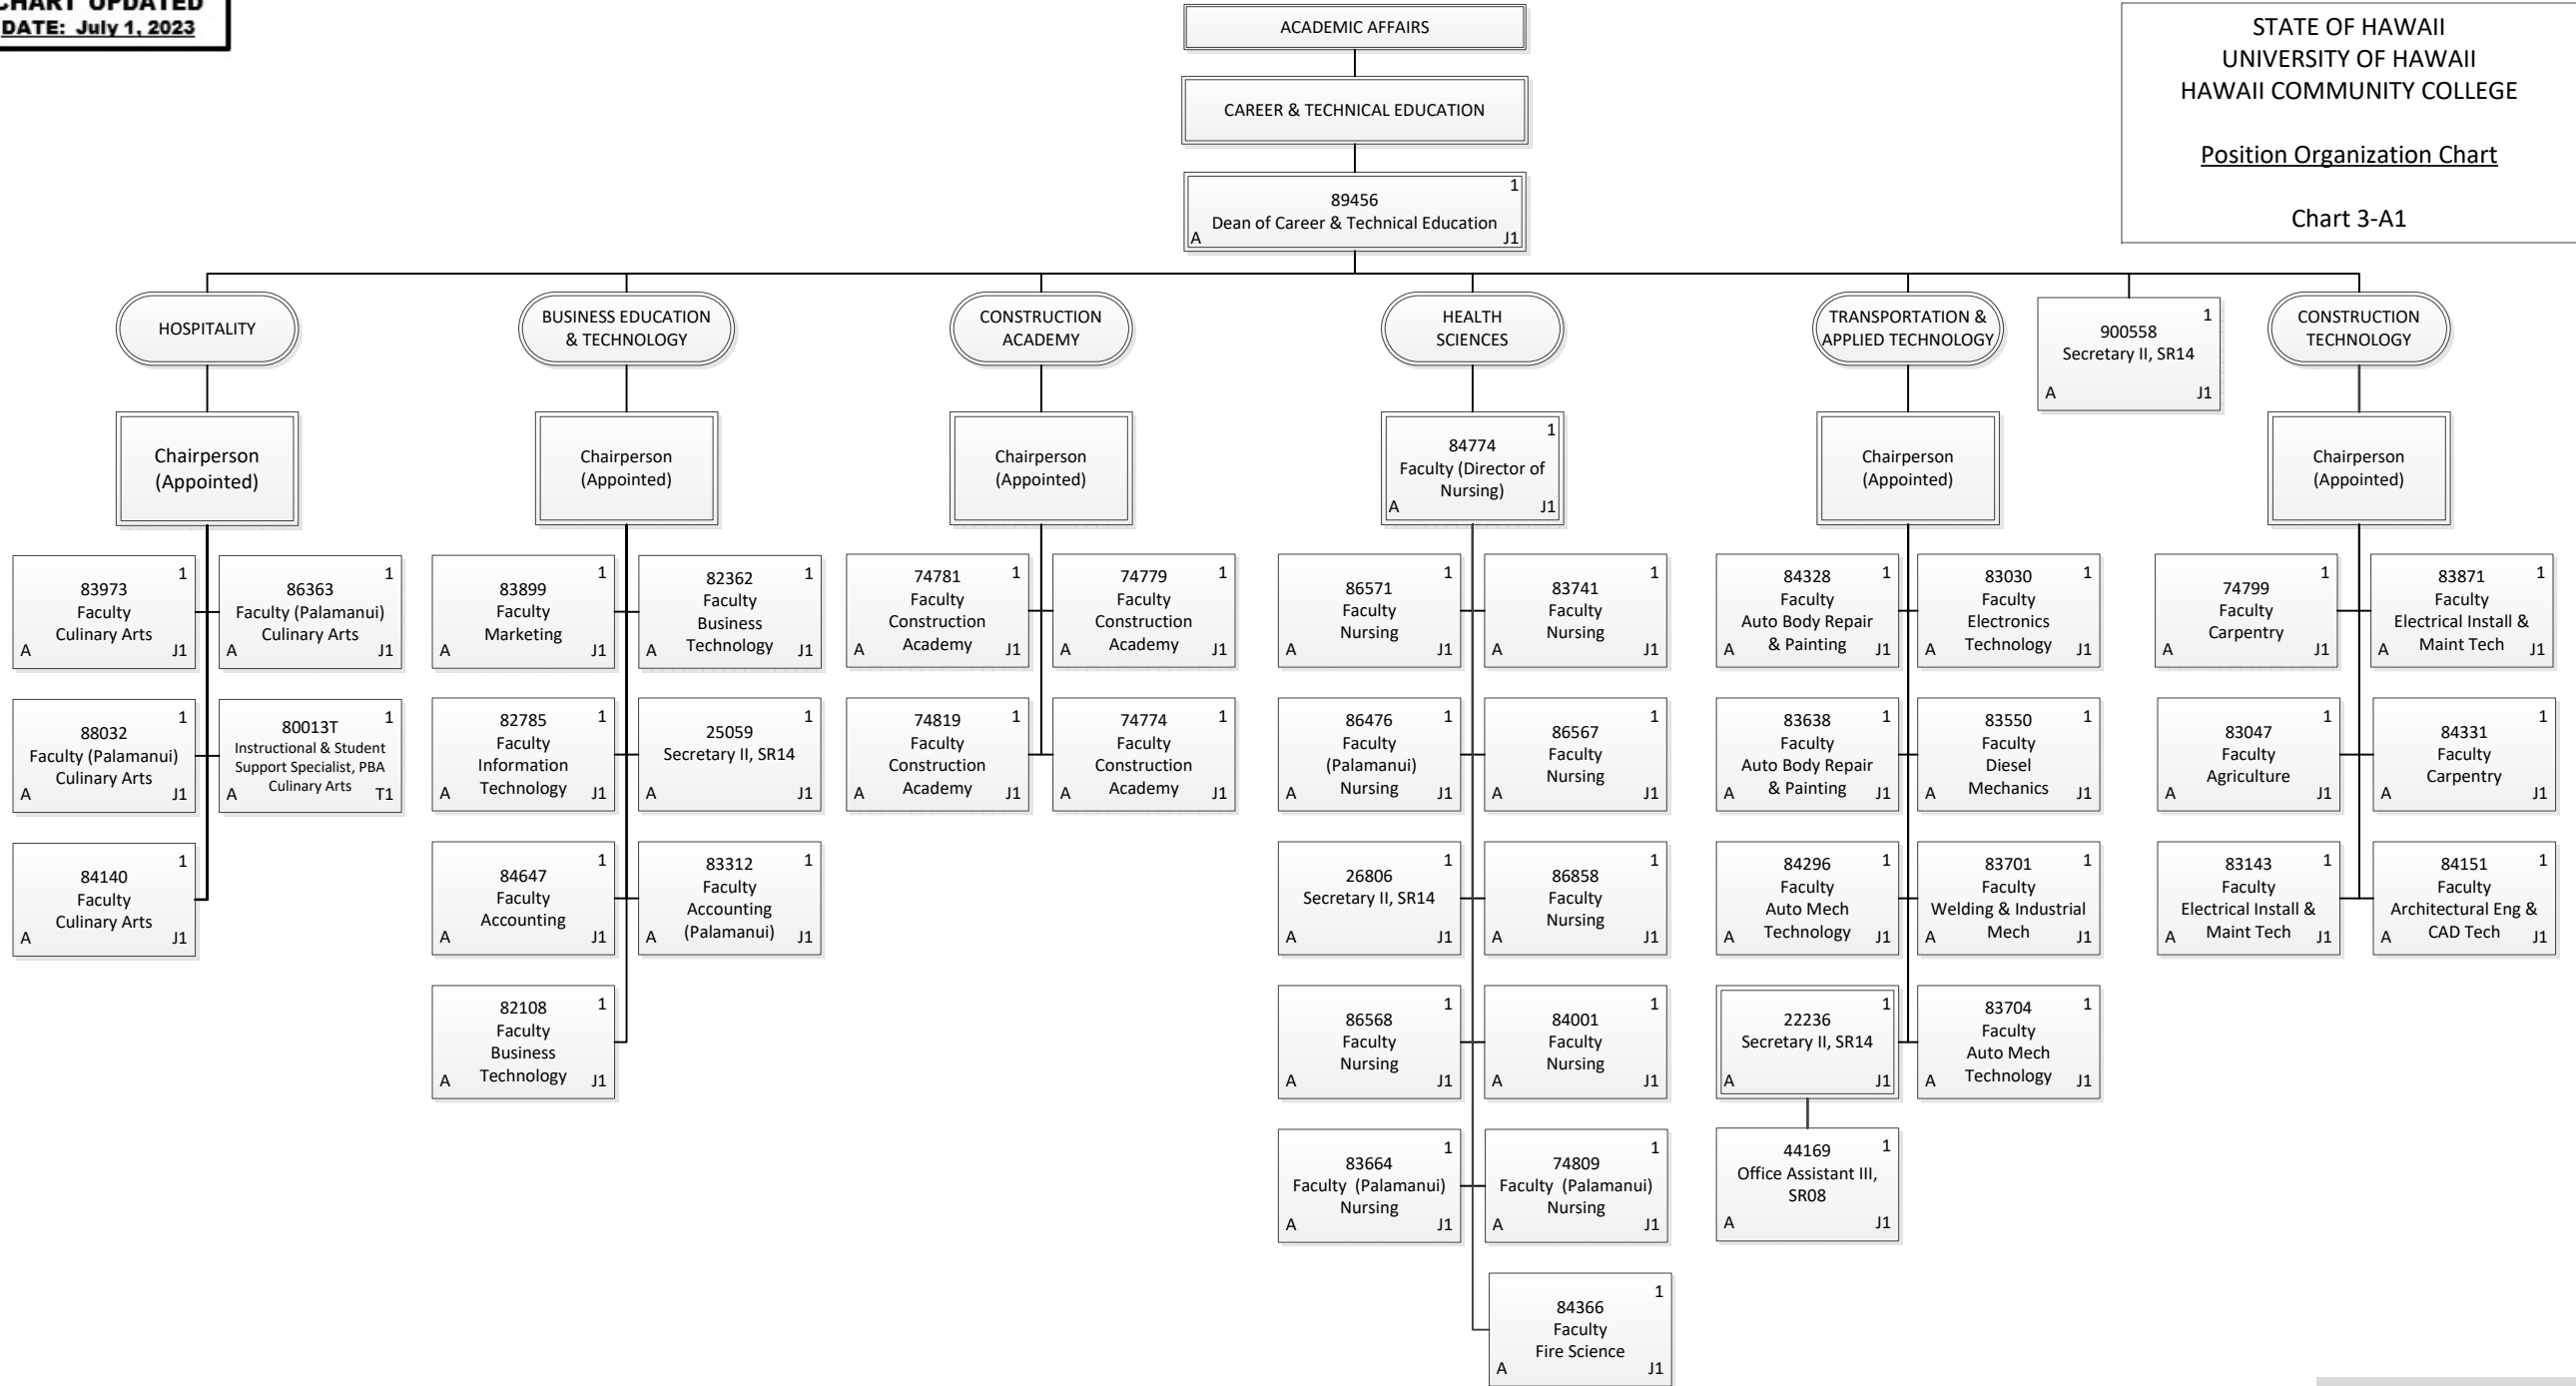 CHART UPDATED
DATE: July 1, 2023
STATE OF HAWAII
UNIVERSITY OF HAWAII
HAWAII COMMUNITY COLLEGE
Position Organization Chart
Chart 3-A1
ACADEMIC AFFAIRS
CAREER & TECHNICAL EDUCATION
1
89456
Dean of Career & Technical Education
A J1
HOSPITALITY
Chairperson
(Appointed)
1
83973
Faculty
Culinary Arts
A J1
1
86363
Faculty (Palamanui)
Culinary Arts
A J1
1
88032
Faculty (Palamanui)
Culinary Arts
A J1
1
80013T
Instructional & Student
Support Specialist, PBA
Culinary Arts
A T1
1
84140
Faculty
Culinary Arts
A J1
BUSINESS EDUCATION
& TECHNOLOGY
Chairperson
(Appointed)
1
83899
Faculty
Marketing
A J1
1
82362
Faculty
Business
Technology
A J1
1
82785
Faculty
Information
Technology
A J1
1
25059
Secretary II, SR14
A J1
1
84647
Faculty
Accounting
A J1
1
83312
Faculty
Accounting
(Palamanui)
A J1
1
82108
Faculty
Business
Technology
A J1
CONSTRUCTION
ACADEMY
Chairperson
(Appointed)
1
74781
Faculty
Construction
Academy
A J1
1
74779
Faculty
Construction
Academy
A J1
1
74819
Faculty
Construction
Academy
A J1
1
74774
Faculty
Construction
Academy
A J1
HEALTH
SCIENCES
1
84774
Faculty (Director of
Nursing)
A J1
1
86571
Faculty
Nursing
A J1
1
83741
Faculty
Nursing
A J1
1
86476
Faculty
(Palamanui)
Nursing
A J1
1
86567
Faculty
Nursing
A J1
1
26806
Secretary II, SR14
A J1
1
86858
Faculty
Nursing
A J1
1
86568
Faculty
Nursing
A J1
1
84001
Faculty
Nursing
A J1
1
83664
Faculty (Palamanui)
Nursing
A J1
1
74809
Faculty (Palamanui)
Nursing
A J1
1
84366
Faculty
Fire Science
A J1
TRANSPORTATION &
APPLIED TECHNOLOGY
Chairperson
(Appointed)
1
84328
Faculty
Auto Body Repair
& Painting
A J1
1
83030
Faculty
Electronics
Technology
A J1
1
83638
Faculty
Auto Body Repair
& Painting
A J1
1
83550
Faculty
Diesel
Mechanics
A J1
1
84296
Faculty
Auto Mech
Technology
A J1
1
83701
Faculty
Welding & Industrial
Mech
A J1
1
22236
Secretary II, SR14
A J1
1
83704
Faculty
Auto Mech
Technology
A J1
1
44169
Office Assistant III,
SR08
A J1
1
900558
Secretary II, SR14
A J1
CONSTRUCTION
TECHNOLOGY
Chairperson
(Appointed)
1
74799
Faculty
Carpentry
A J1
1
83871
Faculty
Electrical Install &
Maint Tech
A J1
1
83047
Faculty
Agriculture
A J1
1
84331
Faculty
Carpentry
A J1
1
83143
Faculty
Electrical Install &
Maint Tech
A J1
1
84151
Faculty
Architectural Eng &
CAD Tech
A J1